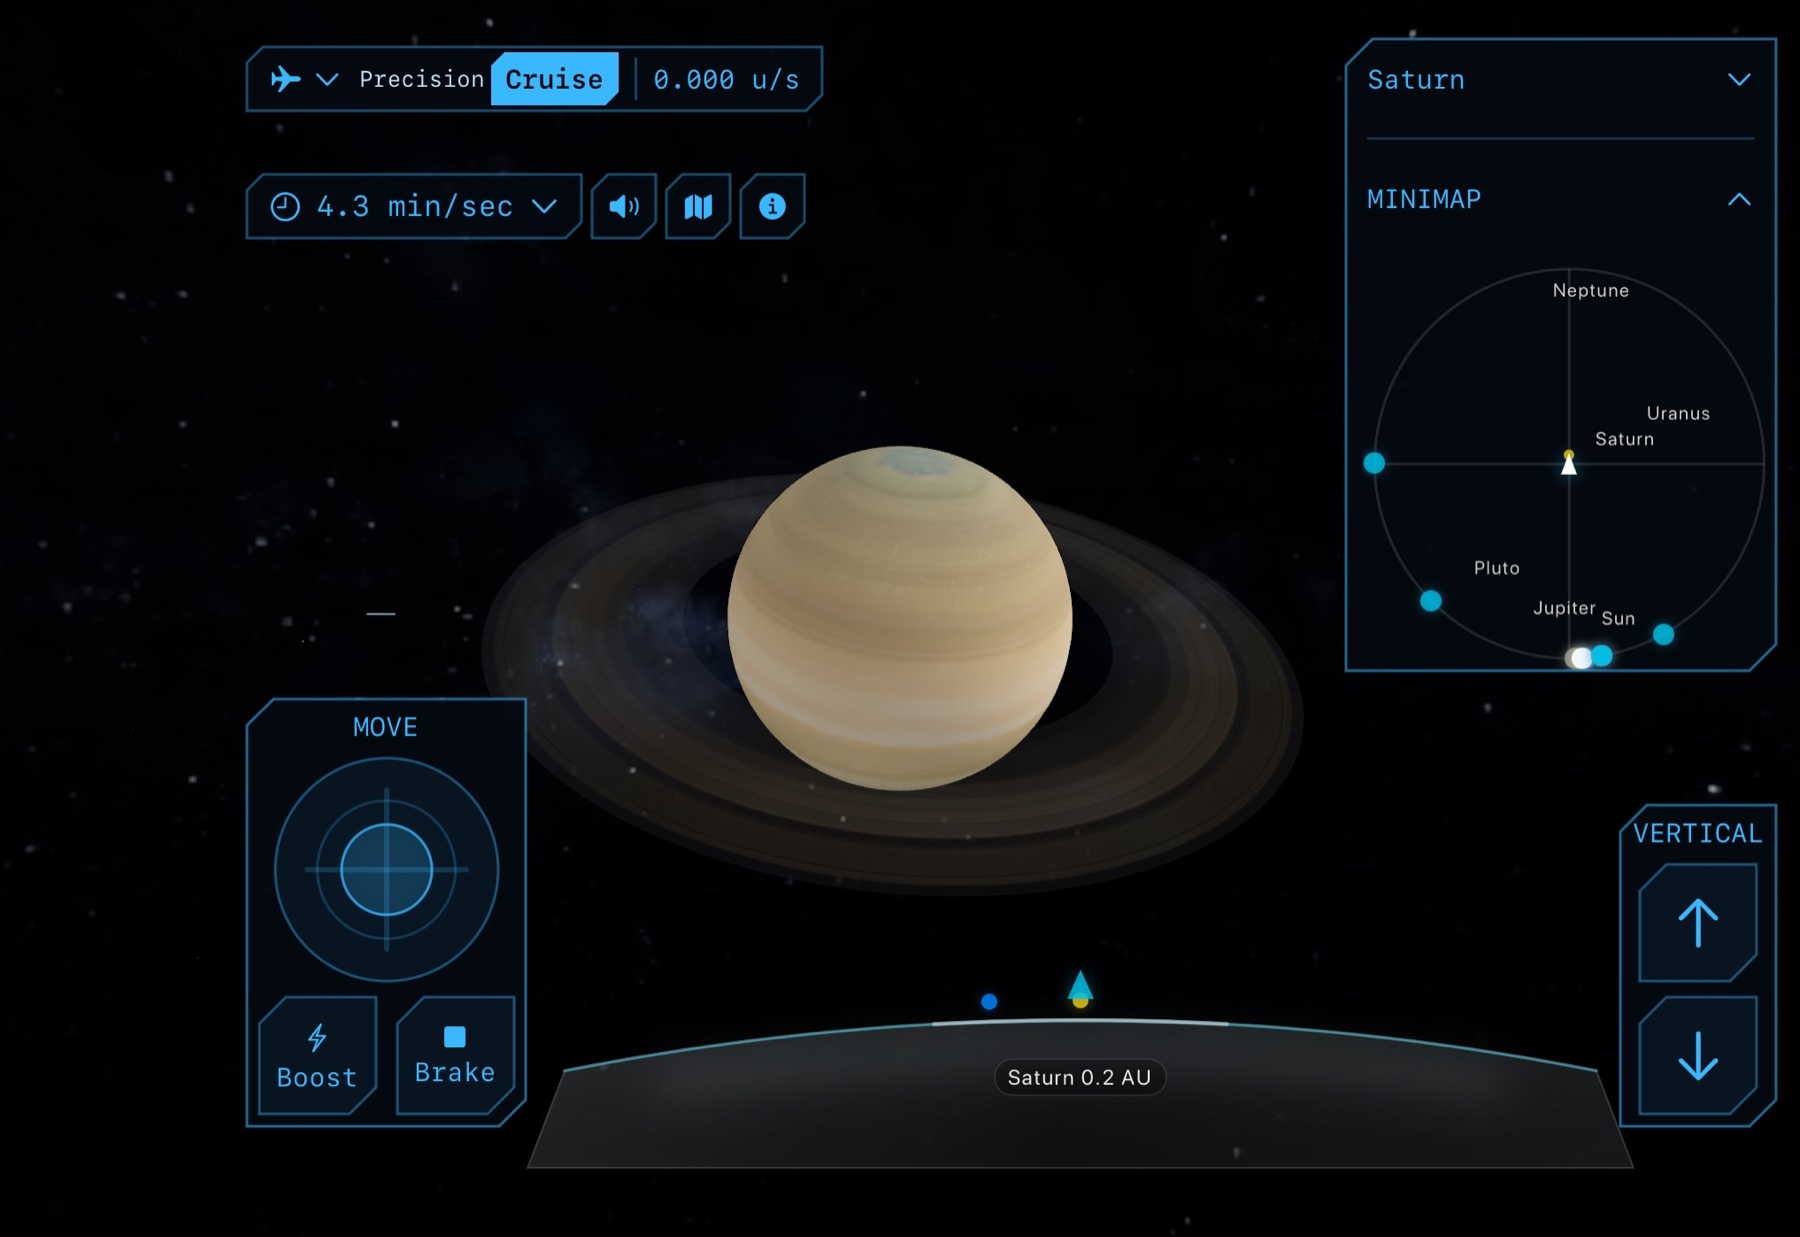 Precision Cruise 0.000 u/s
4.3 min/sec
Saturn
MINIMAP
Neptune
Uranus
Saturn
Pluto
Jupiter
Sun
MOVE
Boost
Brake
VERTICAL
Saturn 0.2 AU